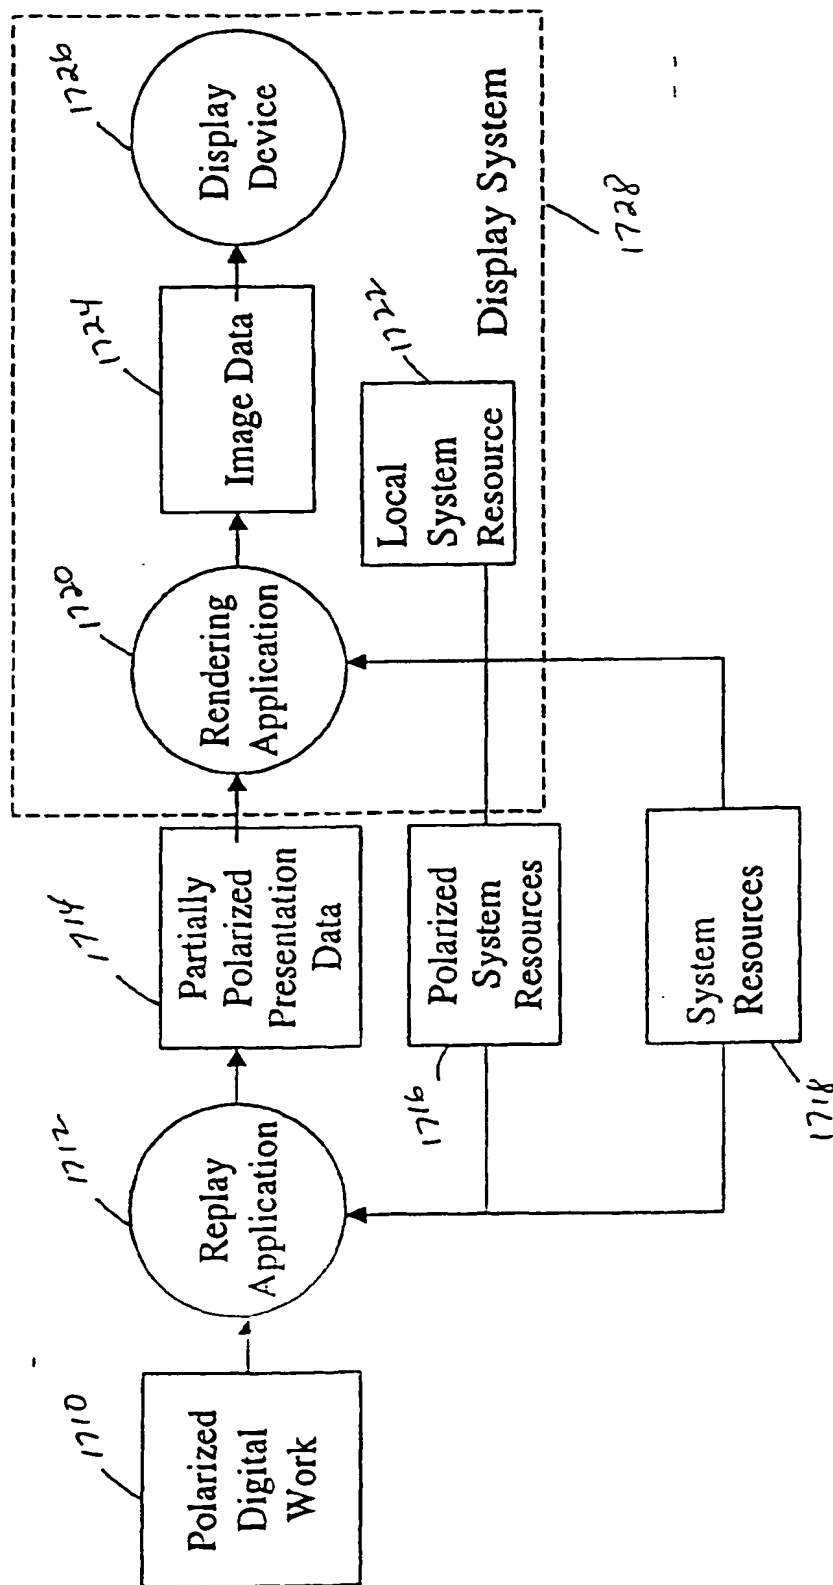 1710
Polarized
Digital
Work
1712
Replay
Application
1714
Partially
Polarized
Presentation
Data
1720
Rendering
Application
1724
Image Data
1726
Display
Device
1716
Polarized
System
Resources
1722
Local
System
Resource
Display System
1728
System
Resources
1718